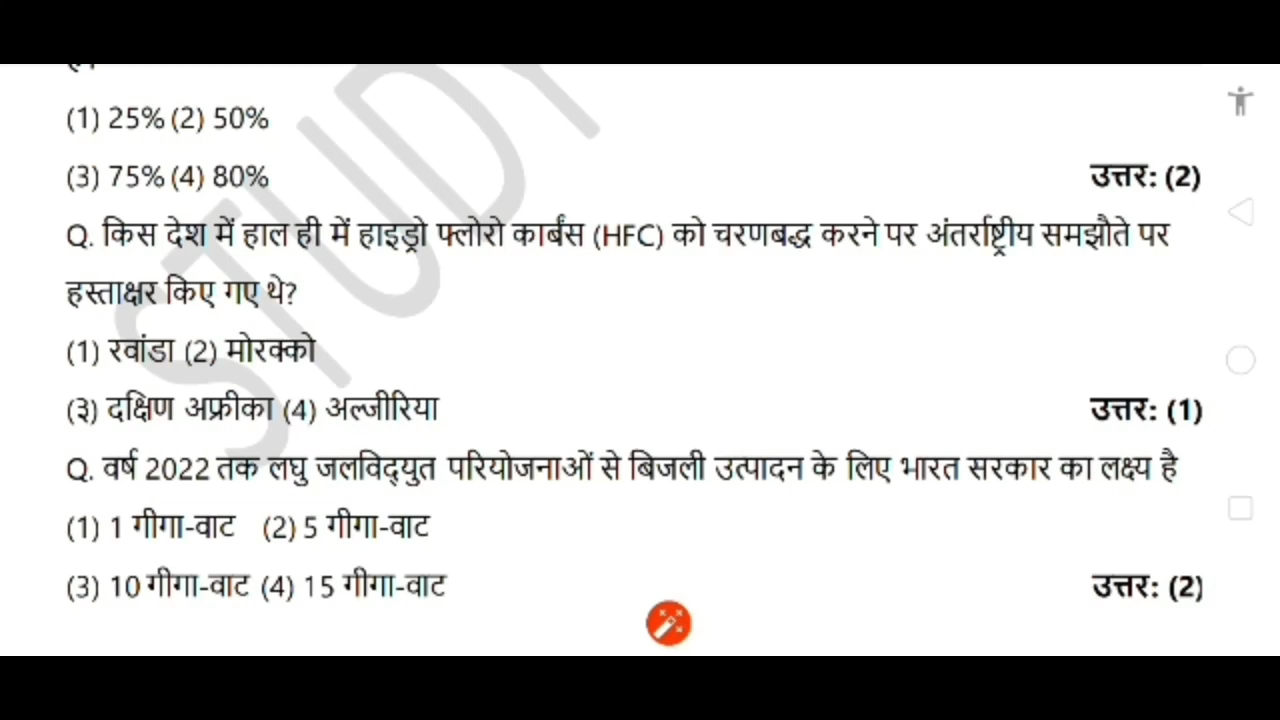 (1) 25% (2) 50%
(3) 75% (4) 80% उत्तर: (2)
Q. किस देश में हाल ही में हाइड्रो फ्लोरो कार्बंस (HFC) को चरणबद्ध करने पर अंतर्राष्ट्रीय समझौते पर
हस्ताक्षर किए गए थे?
(1) रवांडा (2) मोरक्को
(३) दक्षिण अफ्रीका (4) अल्जीरिया उत्तर: (1)
Q. वर्ष 2022 तक लघु जलविद्युत परियोजनाओं से बिजली उत्पादन के लिए भारत सरकार का लक्ष्य है
(1) 1 गीगा-वाट (2) 5 गीगा-वाट
(3) 10 गीगा-वाट (4) 15 गीगा-वाट उत्तर: (2)
STUDY